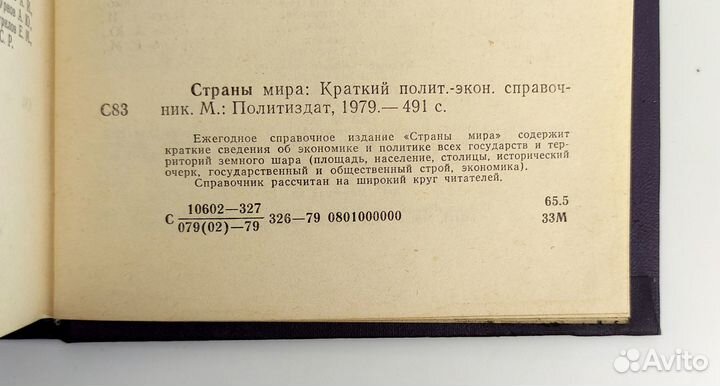 С. Р.
Страны мира: Краткий полит.-экон. справоч-
С83 ник. М.: Политиздат, 1979.— 491 с.
Ежегодное справочное издание «Страны мира» содержит
краткие сведения об экономике и политике всех государств и тер-
риторий земного шара (площадь, население, столицы, исторический
очерк, государственный и общественный строй, экономика).
Справочник рассчитан на широкий круг читателей.
10602—327 65.5
С 326—79 0801000000
079(02)—79 33М
Avito